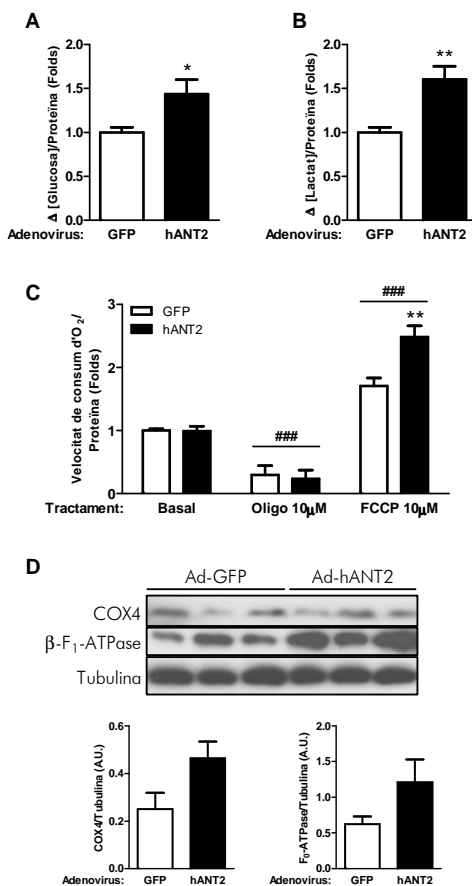 A
Δ [Glucosa]/Proteïna (Folds)
2.0
1.5
1.0
0.5
0.0
*
Adenovirus: GFP hANT2
B
Δ [Lactat]/Proteïna (Folds)
2.0
1.5
1.0
0.5
0.0
**
Adenovirus: GFP hANT2
C
Velocitat de consum d'O2/
Proteïna (Folds)
3
2
1
0
GFP
hANT2
###
###
**
Tractament: Basal Oligo 10µM FCCP 10µM
D
Ad-GFP Ad-hANT2
COX4
β-F1-ATPase
Tubulina
COX4/Tubulina (A.U.)
0.6
0.4
0.2
0.0
Adenovirus: GFP hANT2
F0-ATPase/Tubulina (A.U.)
2.0
1.5
1.0
0.5
0.0
Adenovirus: GFP hANT2